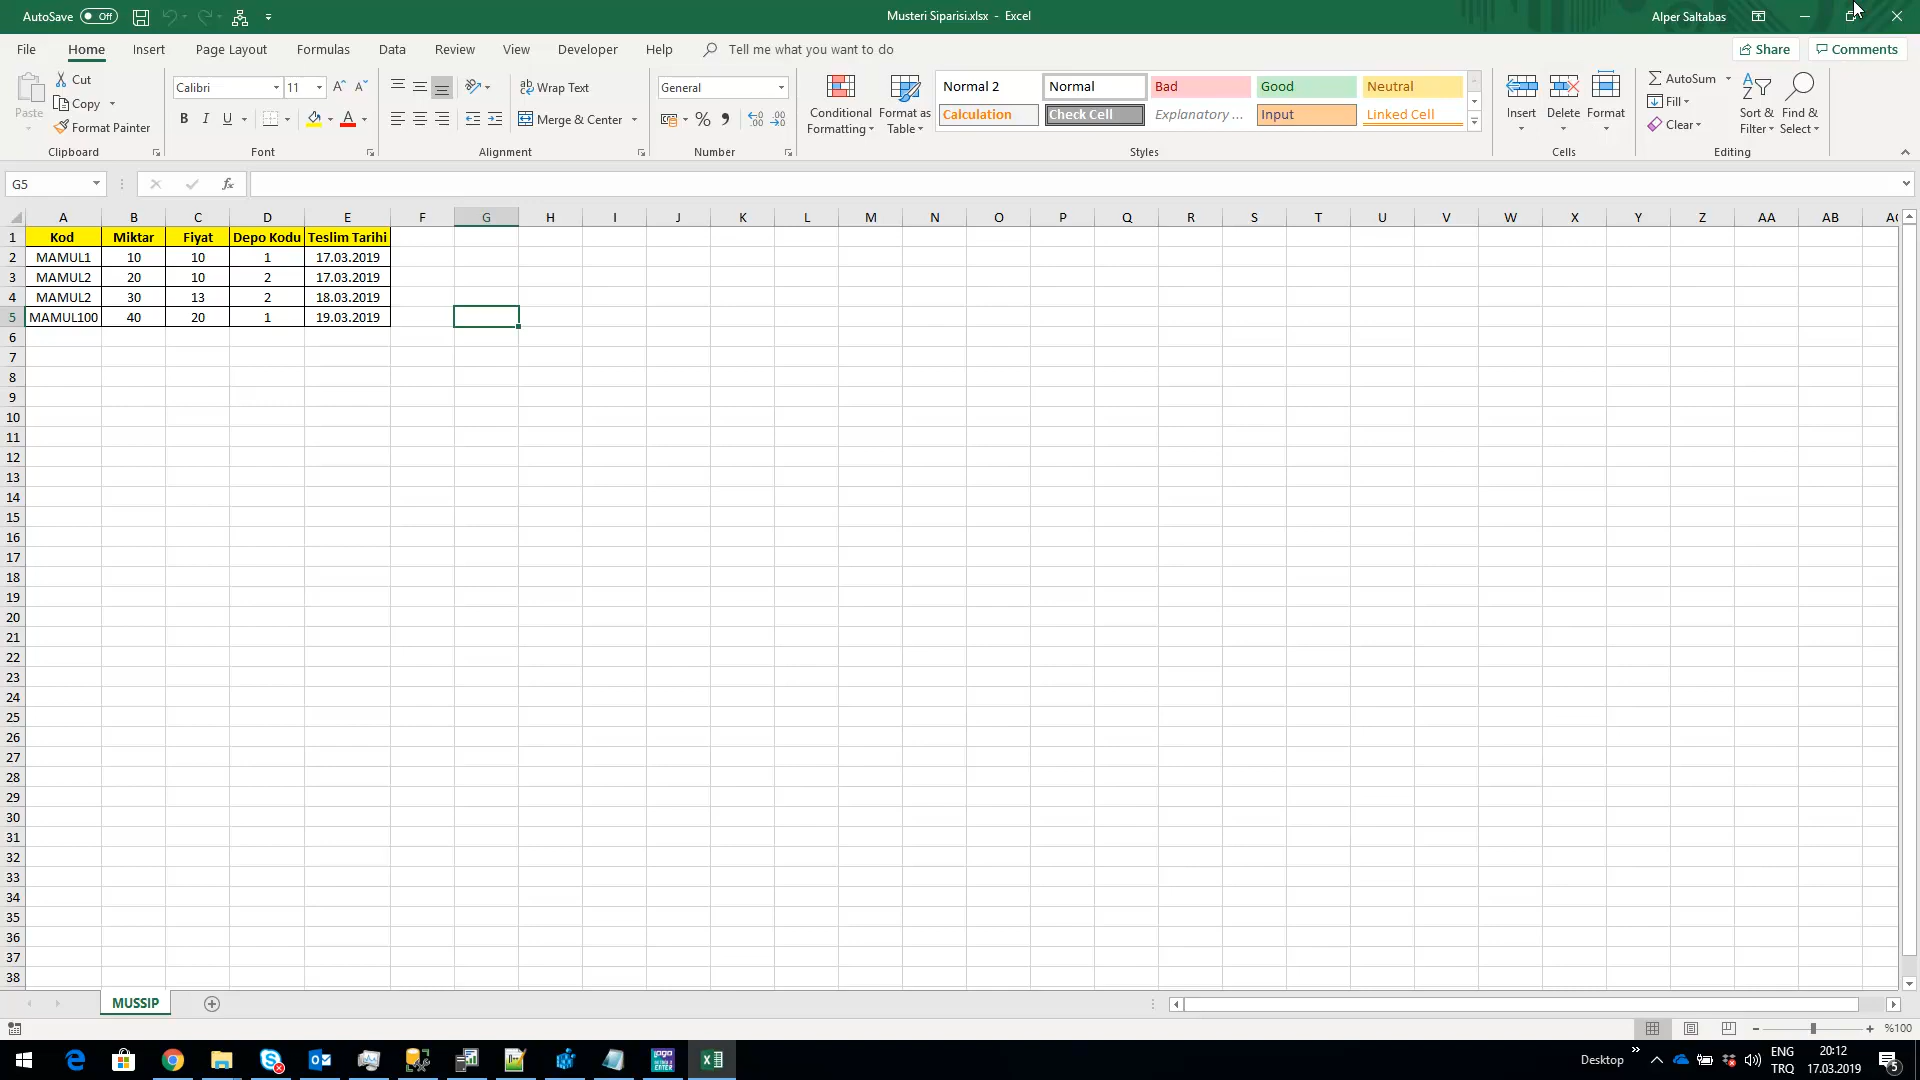 AutoSave Off
Musteri Siparisi.xlsx - Excel
Alper Saltabas
File Home Insert Page Layout Formulas Data Review View Developer Help Tell me what you want to do Share Comments
Paste Cut Copy Format Painter
Clipboard
Calibri 11
Font
Wrap Text
Merge & Center
Alignment
General
Number
Conditional Formatting
Format as Table
Normal 2 Normal Bad Good Neutral
Calculation Check Cell Explanatory ... Input Linked Cell
Styles
Insert Delete Format
Cells
AutoSum
Fill
Clear
Sort & Filter
Find & Select
Editing
G5
fx
A B C D E F G H I J K L M N O P Q R S T U V W X Y Z AA AB
1 Kod Miktar Fiyat Depo Kodu Teslim Tarihi
2 MAMUL1 10 10 1 17.03.2019
3 MAMUL2 20 10 2 17.03.2019
4 MAMUL2 30 13 2 18.03.2019
5 MAMUL100 40 20 1 19.03.2019
6
7
8
9
10
11
12
13
14
15
16
17
18
19
20
21
22
23
24
25
26
27
28
29
30
31
32
33
34
35
36
37
38
MUSSIP
%100
Desktop
ENG
TRQ
20:12
17.03.2019
5